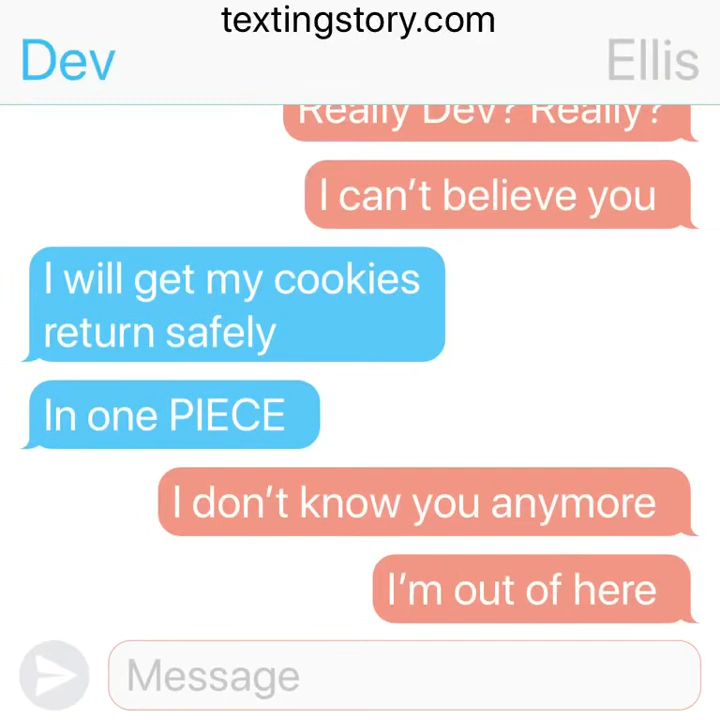 textingstory.com
Dev
Ellis
Really Dev? Really?
I can’t believe you
I will get my cookies
return safely
In one PIECE
I don’t know you anymore
I’m out of here
Message